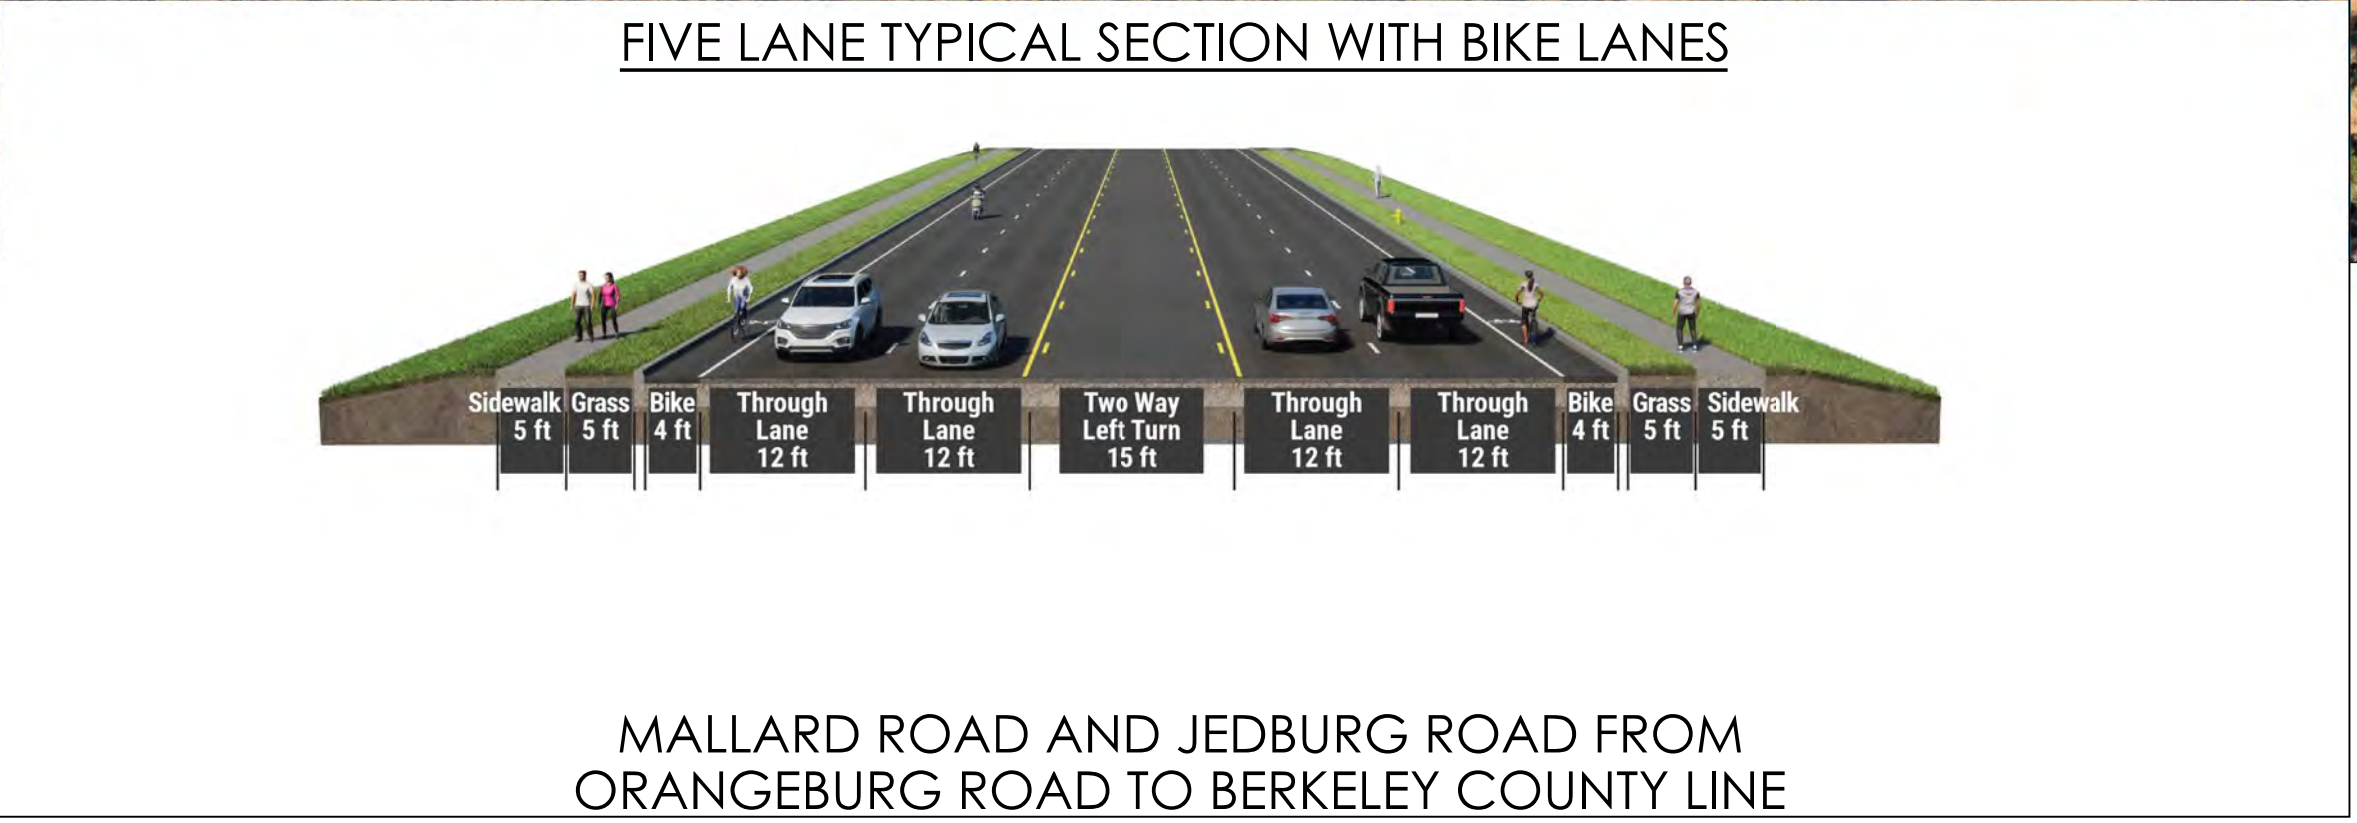 FIVE LANE TYPICAL SECTION WITH BIKE LANES
Sidewalk
5 ft
Grass
5 ft
Bike
4 ft
Through
Lane
12 ft
Through
Lane
12 ft
Two Way
Left Turn
15 ft
Through
Lane
12 ft
Through
Lane
12 ft
Bike
4 ft
Grass
5 ft
Sidewalk
5 ft
MALLARD ROAD AND JEDBURG ROAD FROM
ORANGEBURG ROAD TO BERKELEY COUNTY LINE